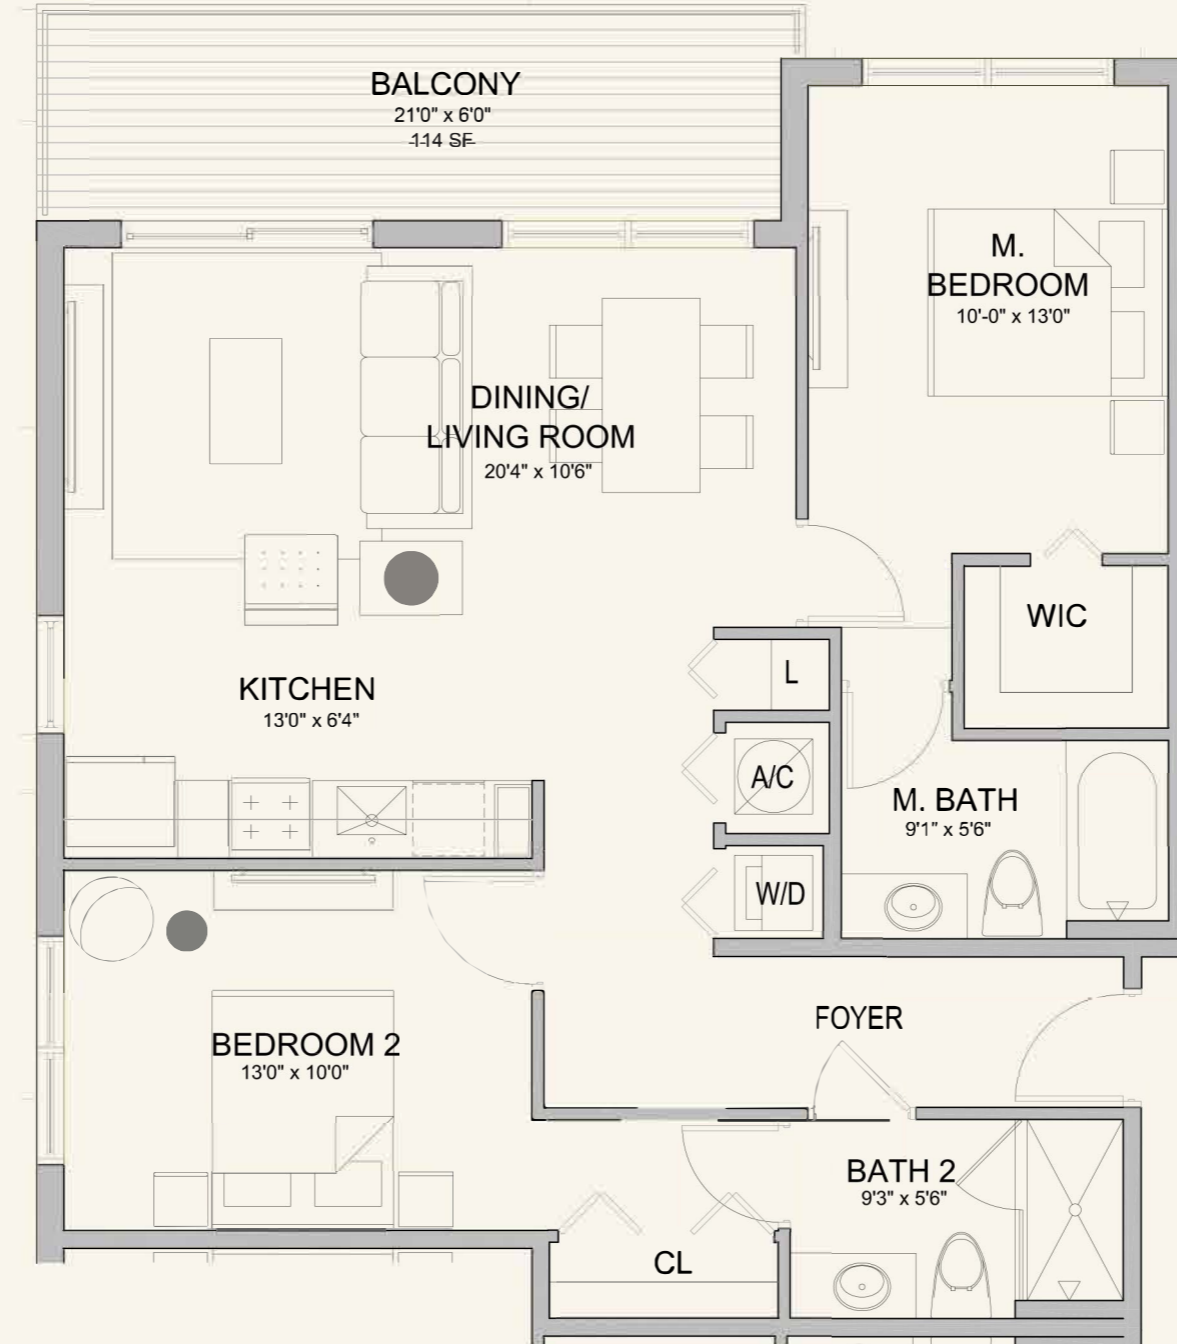 BALCONY
21'0" x 6'0"
114 SF
M.
BEDROOM
10'-0" x 13'0"
DINING/
LIVING ROOM
20'4" x 10'6"
WIC
L
KITCHEN
13'0" x 6'4"
A/C
M. BATH
9'1" x 5'6"
W/D
FOYER
BEDROOM 2
13'0" x 10'0"
BATH 2
9'3" x 5'6"
CL